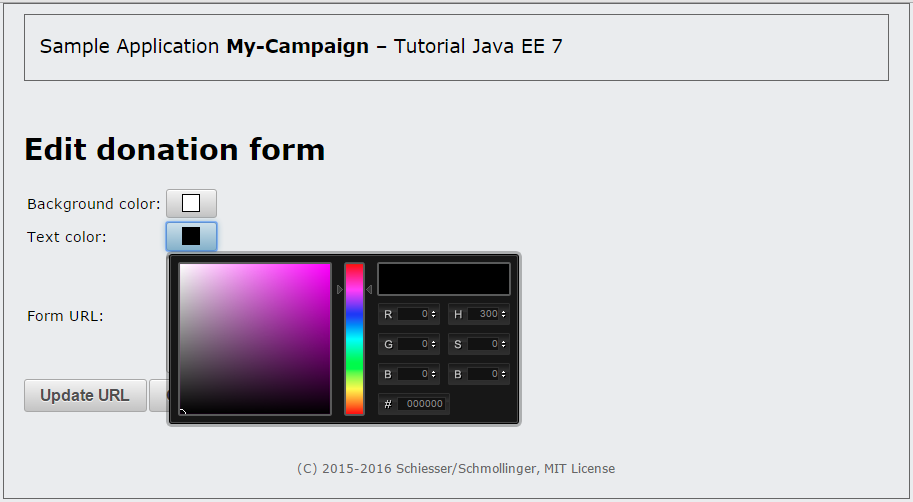 Sample Application My-Campaign – Tutorial Java EE 7
Edit donation form
Background color:
Text color:
R 0 H 300
G 0 S 0
B 0 B 0
# 000000
Form URL:
Update URL
(C) 2015-2016 Schiesser/Schmollinger, MIT License